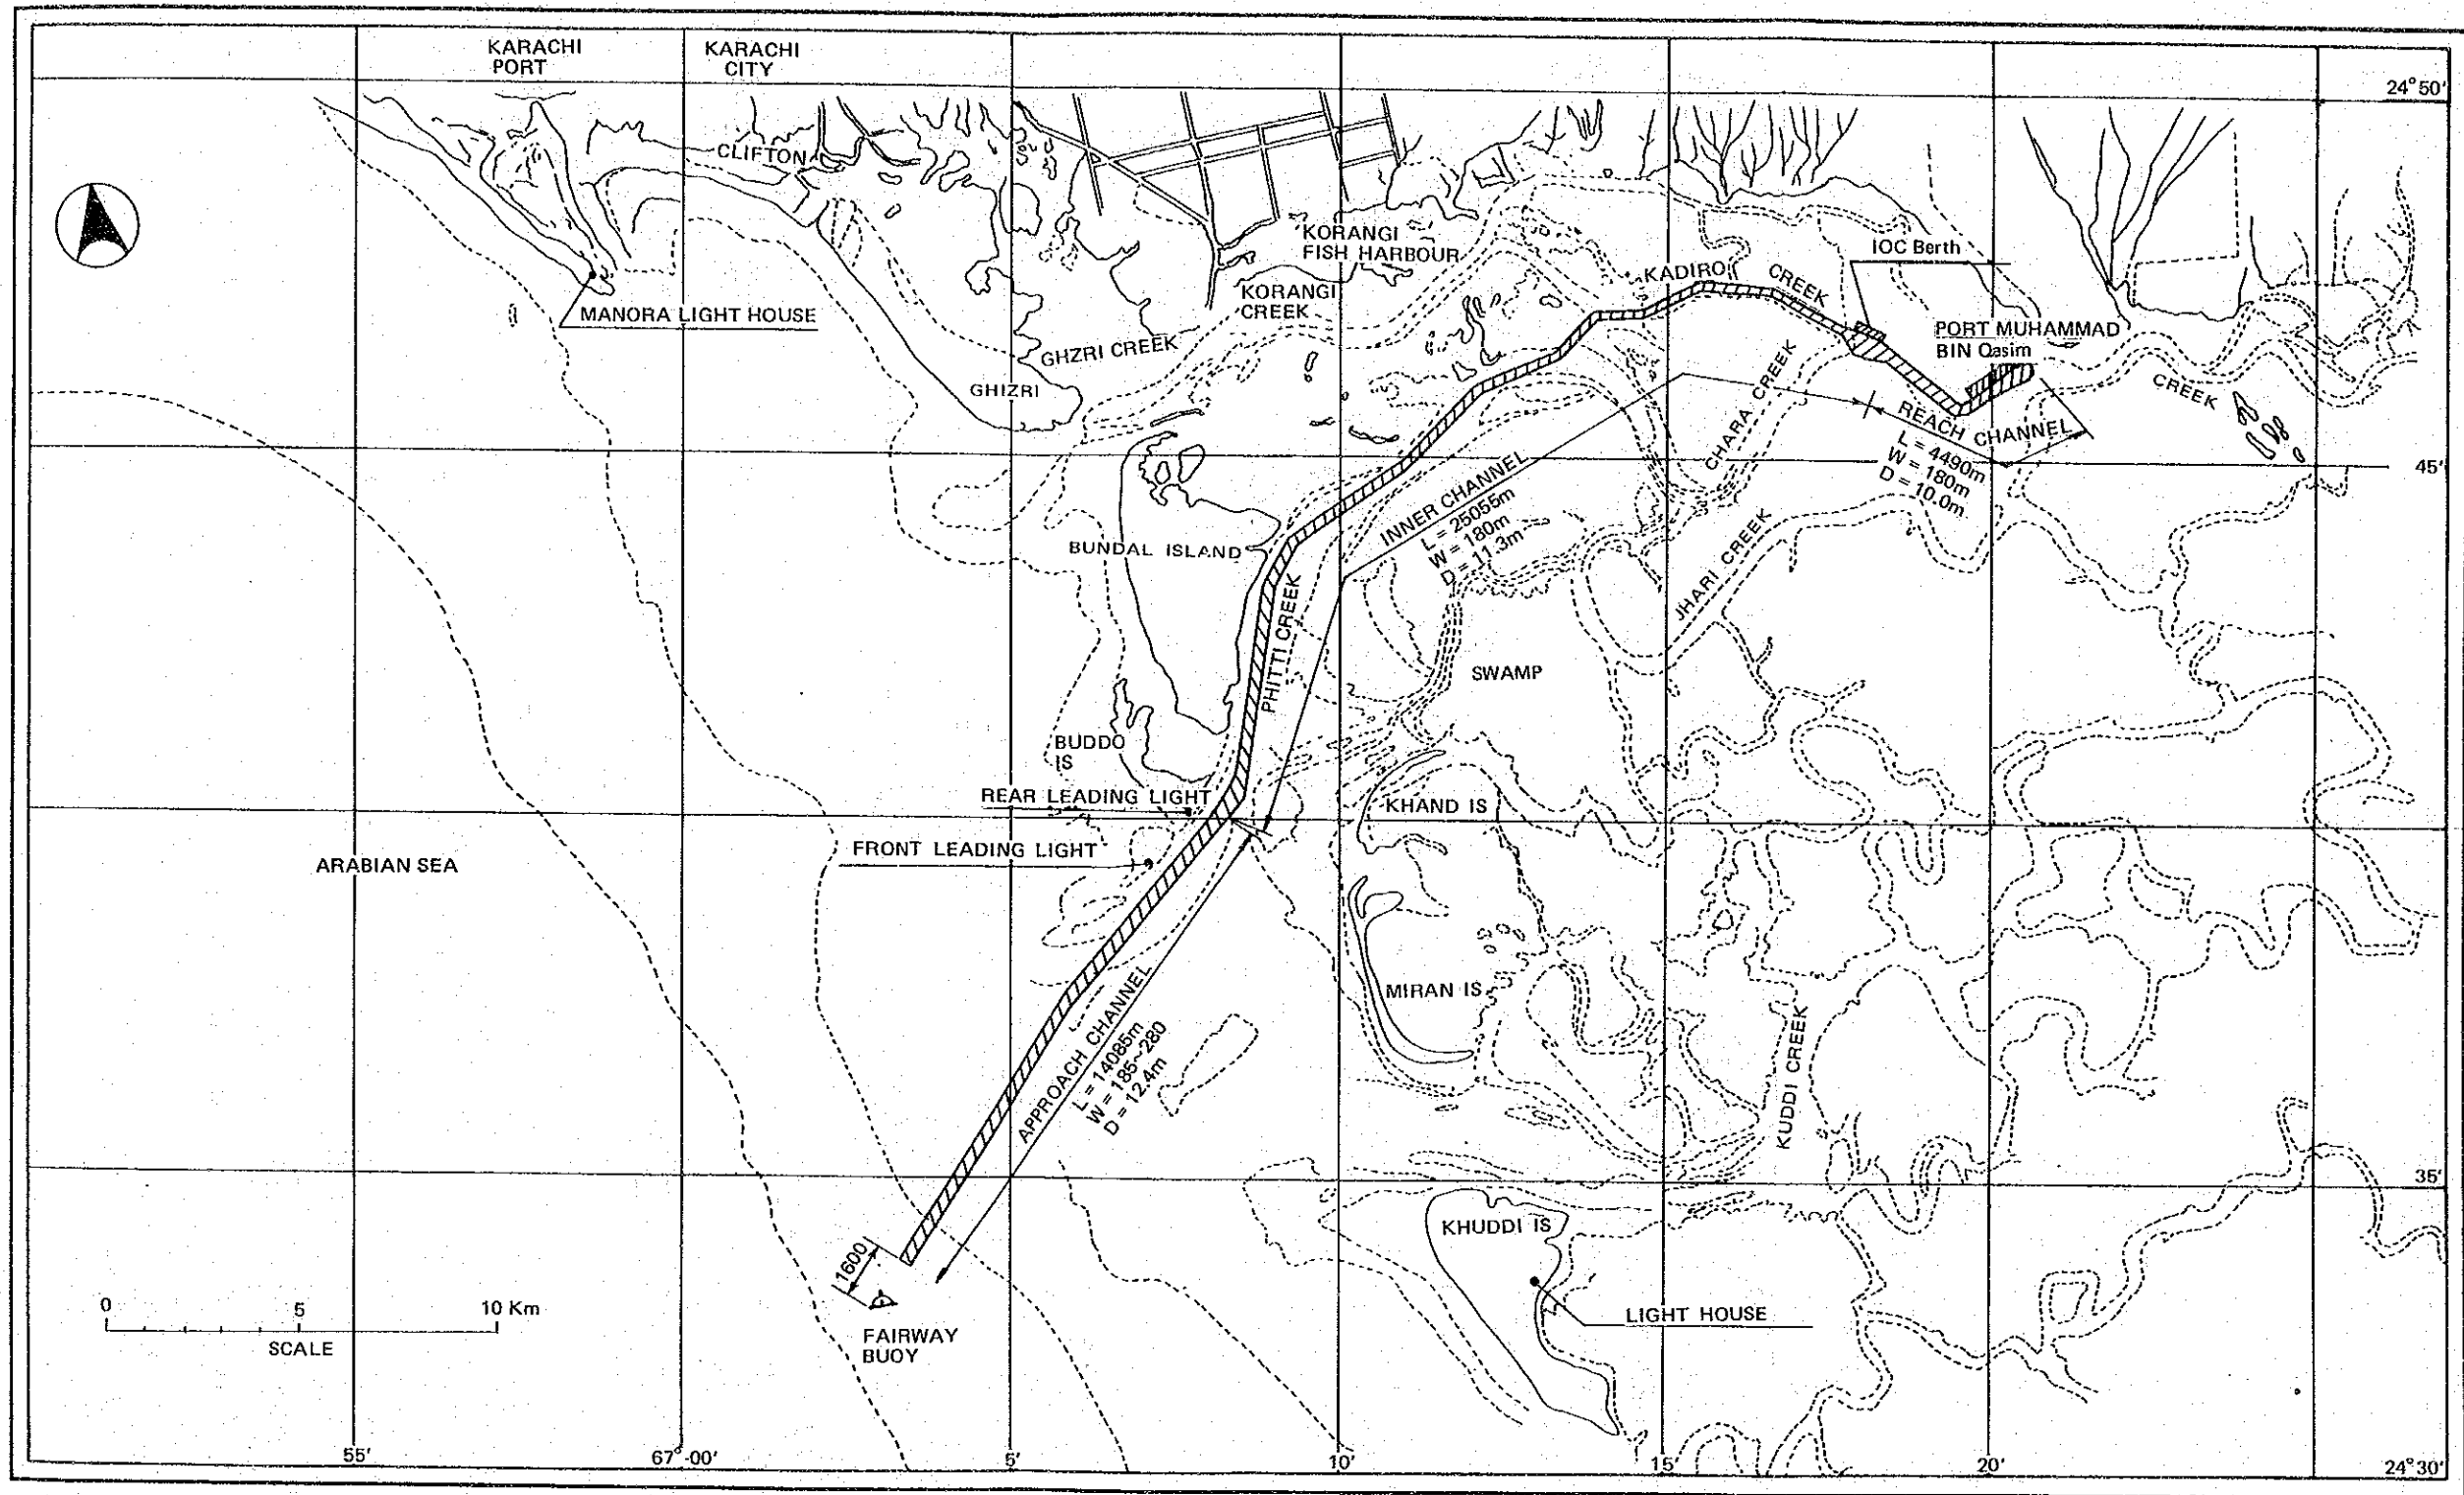 KARACHI
PORT
KARACHI
CITY
24°50'
CLIFTON
KORANGI
FISH HARBOUR
IOC Berth
KADIRO
CREEK
KORANGI
CREEK
MANORA LIGHT HOUSE
PORT MUHAMMAD
BIN Qasim
GHZRI CREEK
GHIZRI
CHARA CREEK
CREEK
REACH CHANNEL
L = 4490m
W = 180m
D = 10.0m
45'
INNER CHANNEL
L = 25055m
W = 180m
D = 11.3m
JHARI CREEK
BUNDAL ISLAND
PHITTI CREEK
SWAMP
BUDDO
IS
REAR LEADING LIGHT
KHAND IS
FRONT LEADING LIGHT
ARABIAN SEA
MIRAN IS
APPROACH CHANNEL
L = 14085m
W = 185~280
D = 12.4m
KUDDI CREEK
35'
KHUDDI IS
1600
LIGHT HOUSE
FAIRWAY
BUOY
0 5 10 Km
SCALE
55' 67°-00' 5' 10' 15' 20' 24°30'